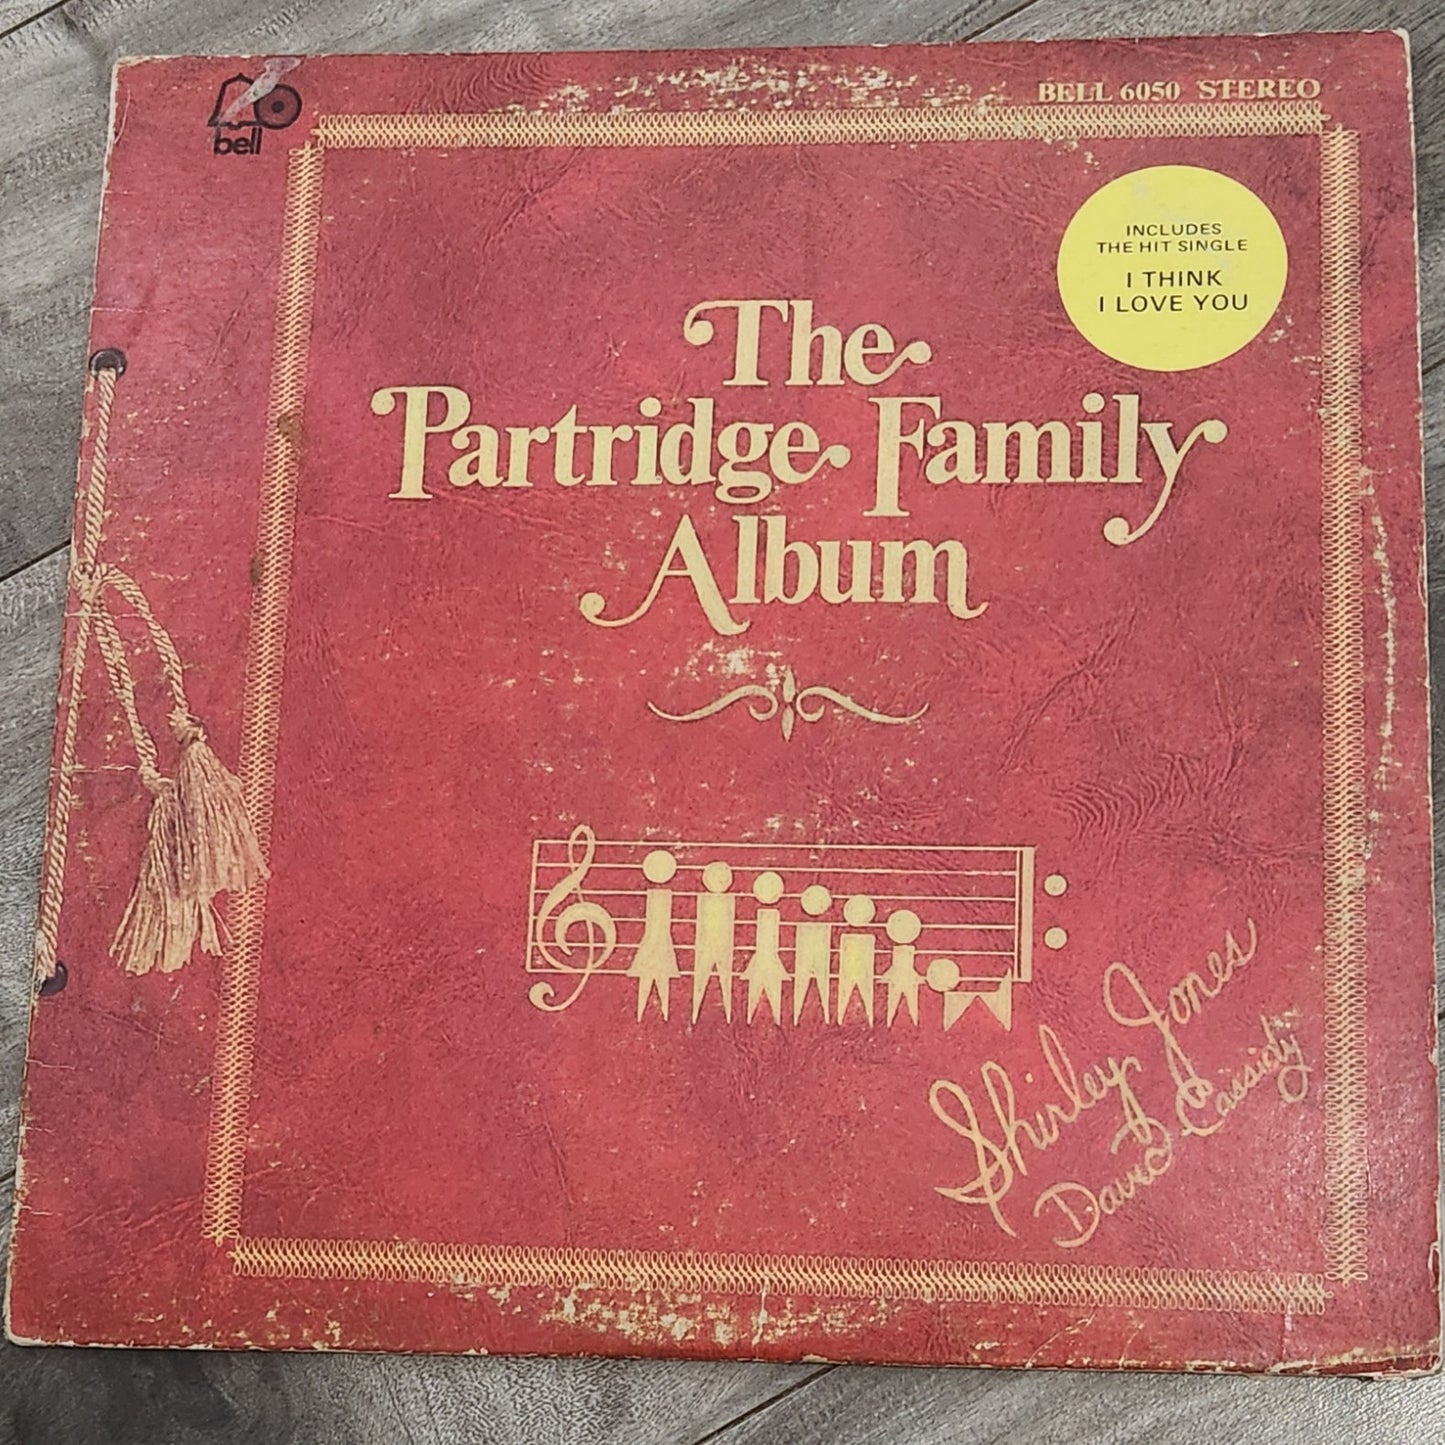 bell
BELL 6050 STEREO
INCLUDES
THE HIT SINGLE
I THINK
I LOVE YOU
The
Partridge Family
Album
Shirley Jones
David Cassidy